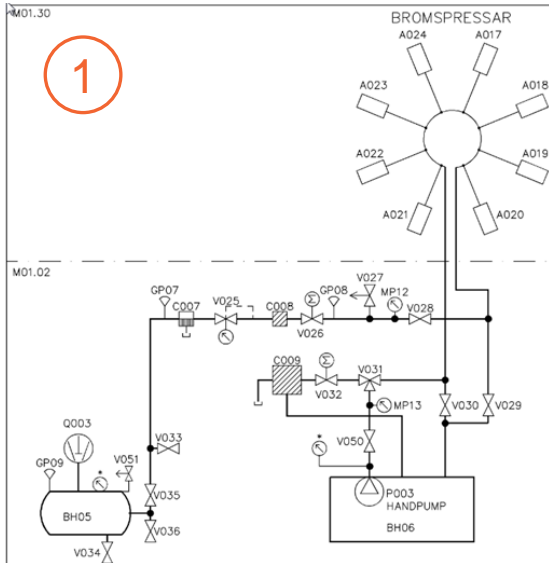 M01.30
1
BROMSPRESSAR
A024
A017
A023
A018
A022
A019
A021
A020
M01.02
GP07
C007
V025
C008
GP08
V027
MP12
V026
V028
C009
V031
V032
MP13
V030
V029
Q003
V033
V050
GP09
V051
*
*
V035
P003
HANDPUMP
BH05
V036
BH06
V034